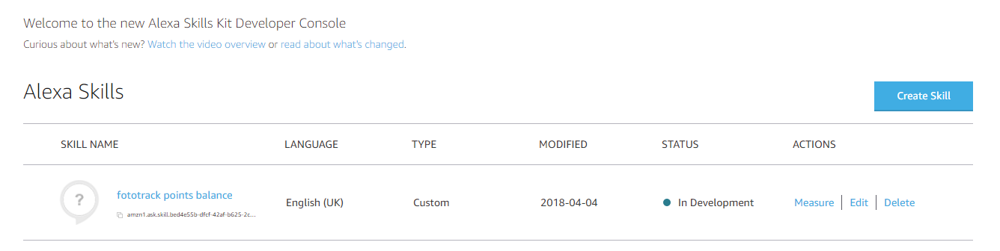 Welcome to the new Alexa Skills Kit Developer Console
Curious about what's new? Watch the video overview or read about what's changed.
Alexa Skills
Create Skill
SKILL NAME LANGUAGE TYPE MODIFIED STATUS ACTIONS
?
fototrack points balance
English (UK) Custom 2018-04-04 In Development Measure Edit Delete
amzn1.ask.skill.bed4e55b-dfcf-42af-b625-2c...